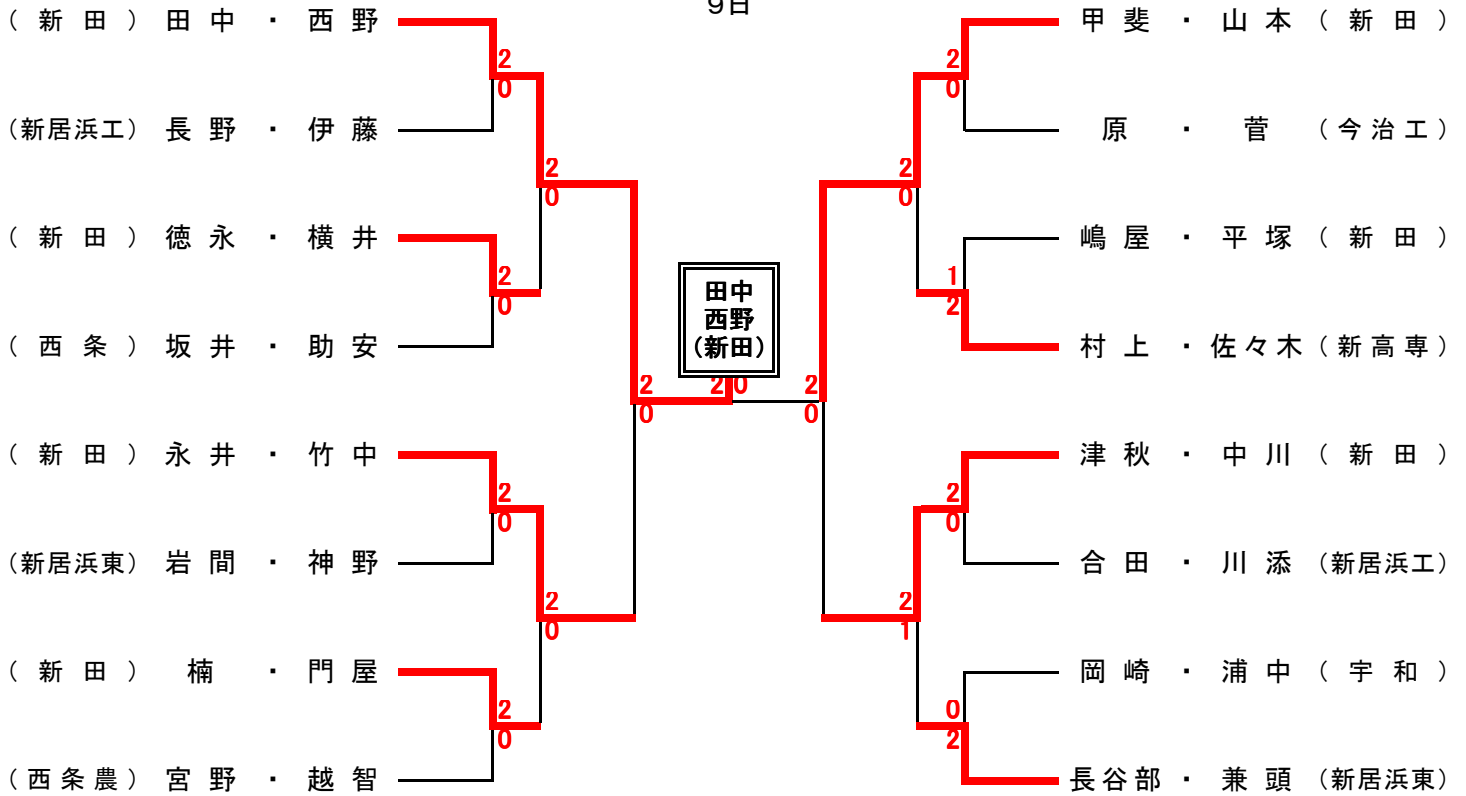 9日
(新田) 田中・西野
2
0
(新居浜工) 長野・伊藤
2
0
(新田) 徳永・横井
2
0
(西条) 坂井・助安
2
0
(新田) 永井・竹中
2
0
(新居浜東) 岩間・神野
2
0
(新田) 楠・門屋
2
0
(西条農) 宮野・越智
田中
西野
(新田)
2 0
甲斐・山本 (新田)
2
0
原・菅 (今治工)
2
0
嶋屋・平塚 (新田)
1
2
村上・佐々木 (新高専)
2
0
津秋・中川 (新田)
2
0
合田・川添 (新居浜工)
2
1
岡崎・浦中 (宇和)
0
2
長谷部・兼頭 (新居浜東)